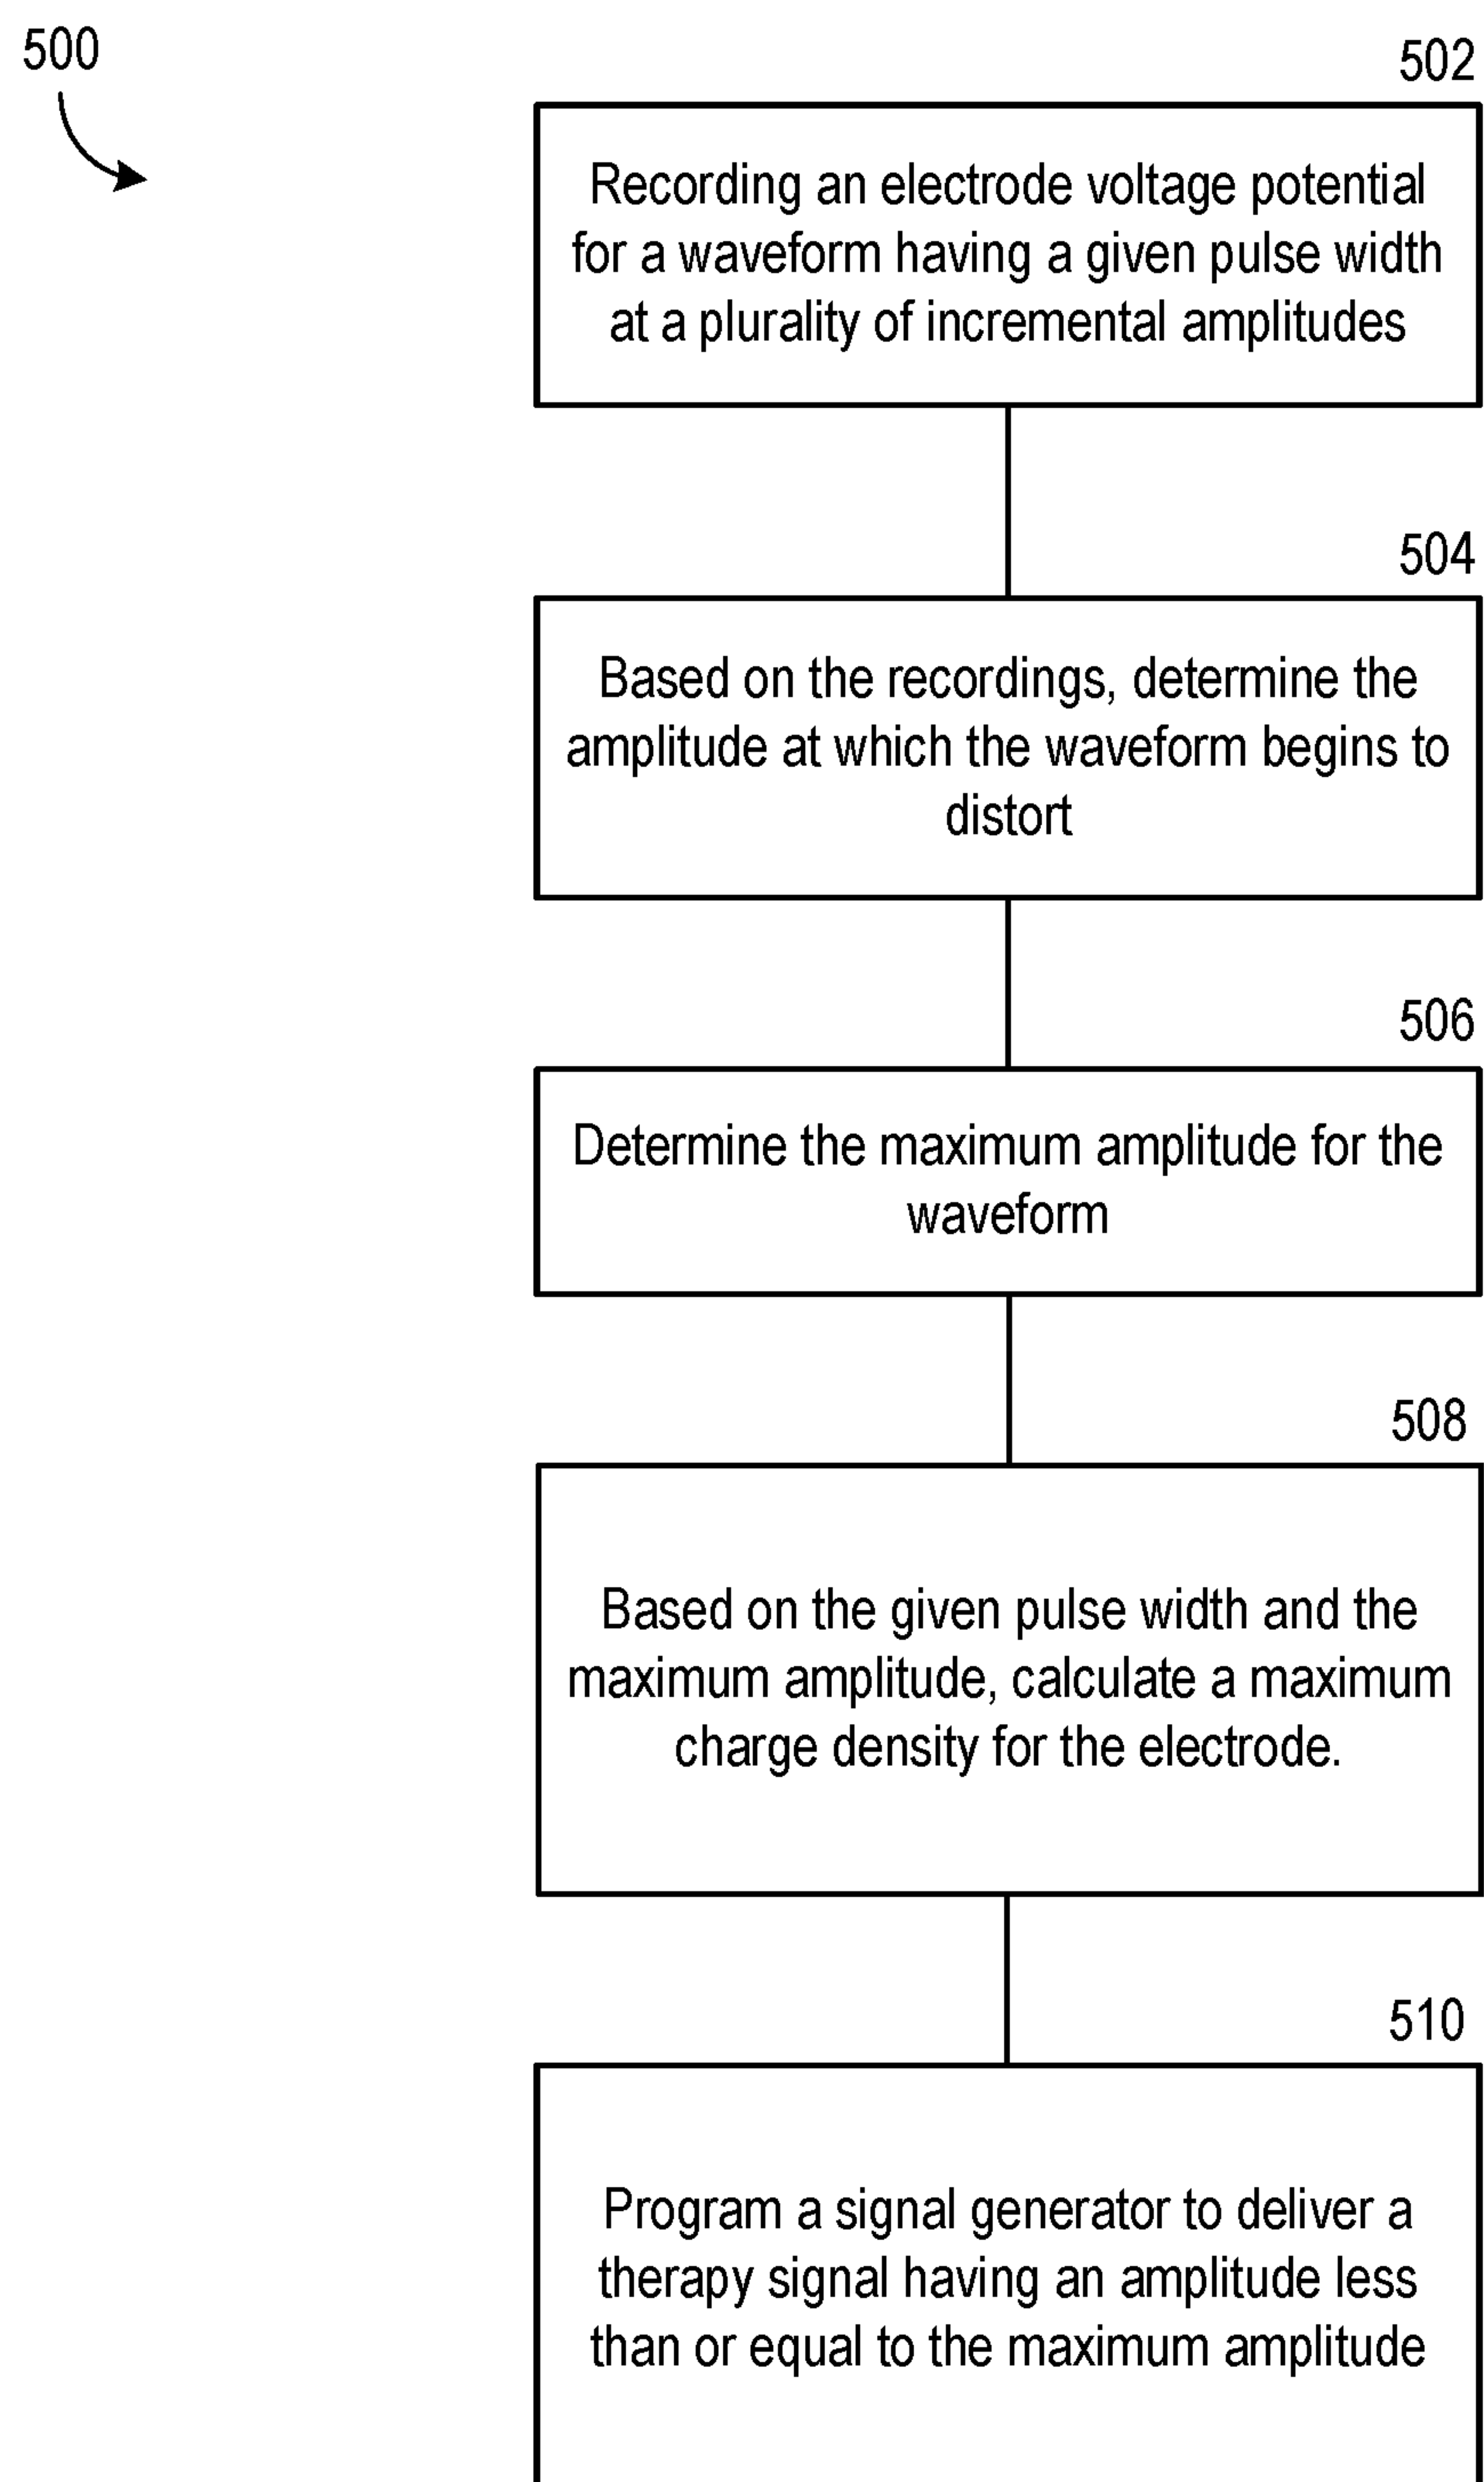 500
502
Recording an electrode voltage potential
for a waveform having a given pulse width
at a plurality of incremental amplitudes
504
Based on the recordings, determine the
amplitude at which the waveform begins to
distort
506
Determine the maximum amplitude for the
waveform
508
Based on the given pulse width and the
maximum amplitude, calculate a maximum
charge density for the electrode.
510
Program a signal generator to deliver a
therapy signal having an amplitude less
than or equal to the maximum amplitude